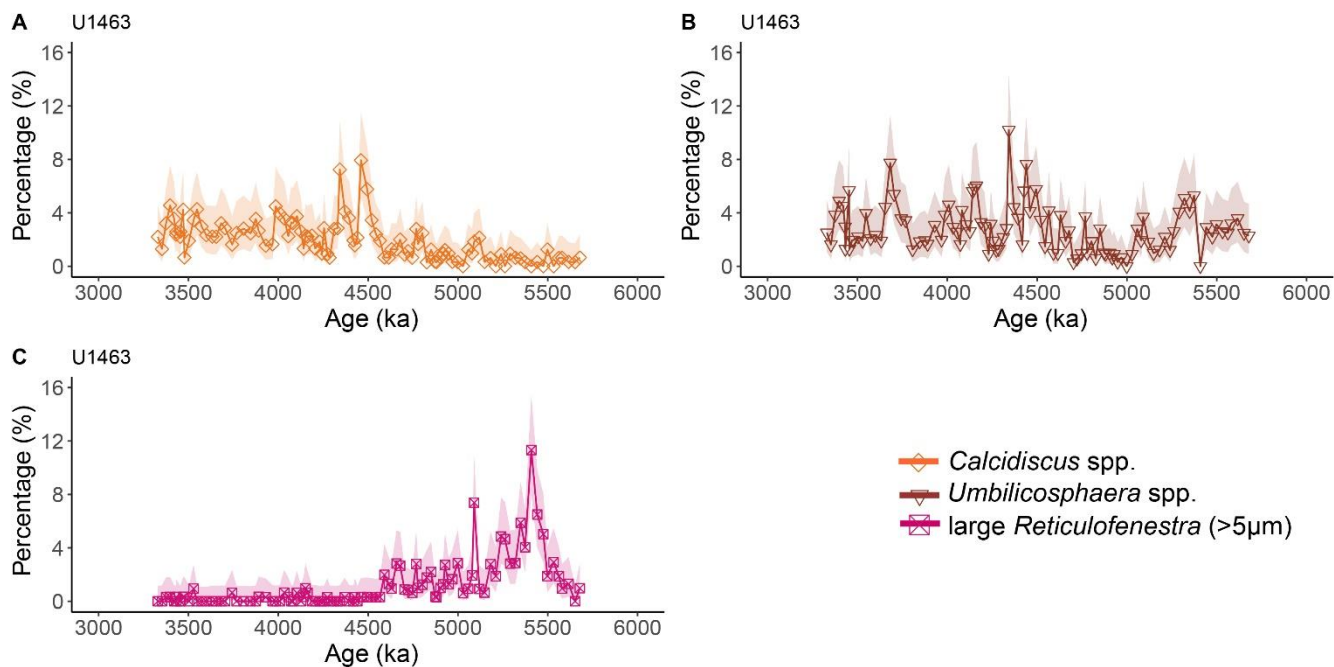 A U1463
Percentage (%)
16
12
8
4
0
3000 3500 4000 4500 5000 5500 6000
Age (ka)
B U1463
Percentage (%)
16
12
8
4
0
3000 3500 4000 4500 5000 5500 6000
Age (ka)
C U1463
Percentage (%)
16
12
8
4
0
3000 3500 4000 4500 5000 5500 6000
Age (ka)
Calcidiscus spp.
Umbilicosphaera spp.
large Reticulofenestra (>5μm)